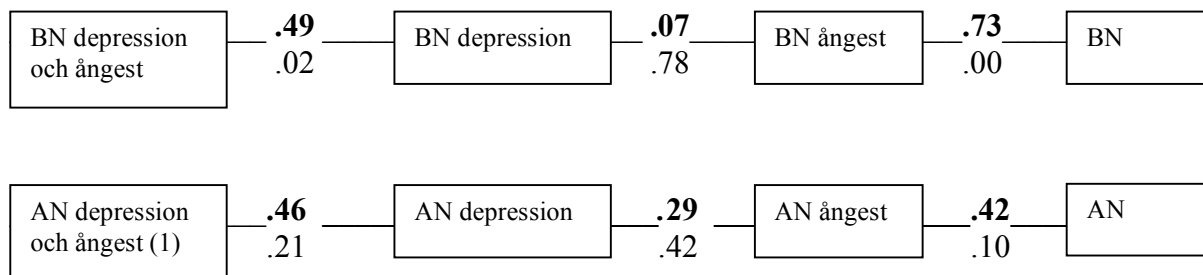 BN depression
och ångest
.49
.02
BN depression
.07
.78
BN ångest
.73
.00
BN
AN depression
och ångest (1)
.46
.21
AN depression
.29
.42
AN ångest
.42
.10
AN